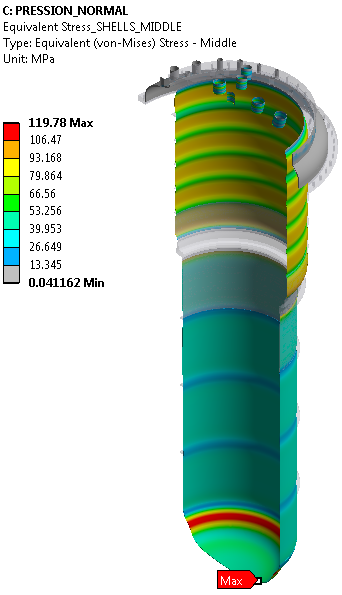 C: PRESSION_NORMAL
Equivalent Stress_SHELLS_MIDDLE
Type: Equivalent (von-Mises) Stress - Middle
Unit: MPa
119.78 Max
106.47
93.168
79.864
66.56
53.256
39.953
26.649
13.345
0.041162 Min
Max